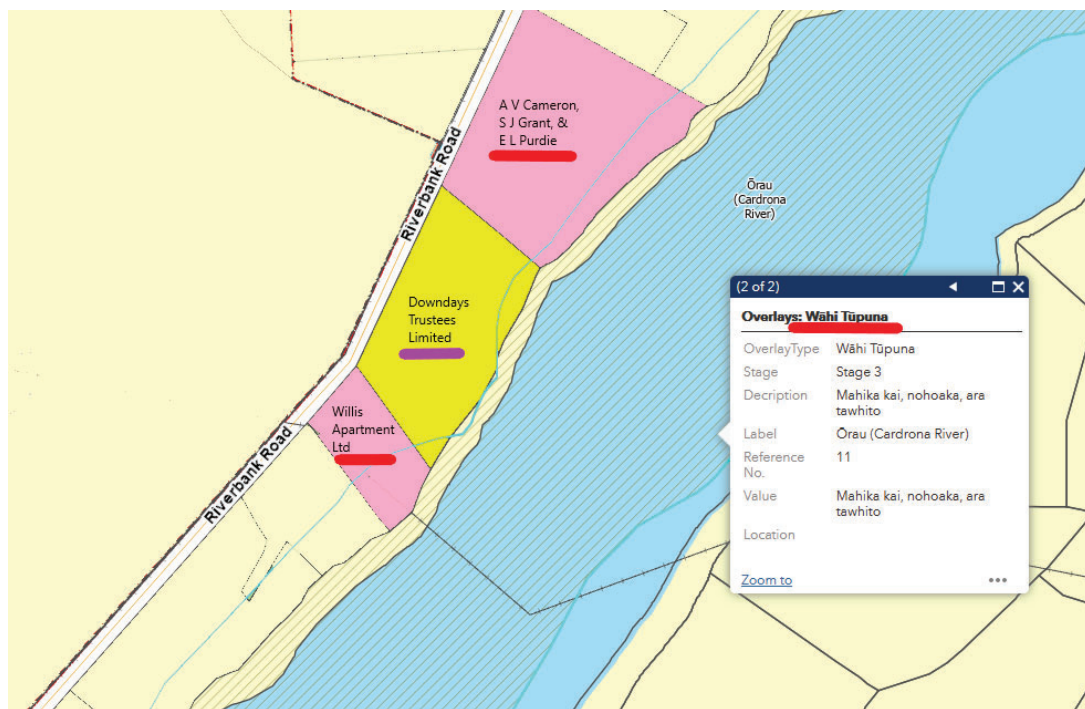 A V Cameron,
S J Grant, &
E L Purdie
Riverbank Road
Ōrau
(Cardrona
River)
Downdays
Trustees
Limited
Willis
Apartment
Ltd
Riverbank Road
(2 of 2)
Overlays: Wāhi Tūpuna
OverlayType Wāhi Tūpuna
Stage Stage 3
Decription Mahika kai, nohoaka, ara
tawhito
Label Ōrau (Cardrona River)
Reference 11
No.
Value Mahika kai, nohoaka, ara
tawhito
Location
Zoom to